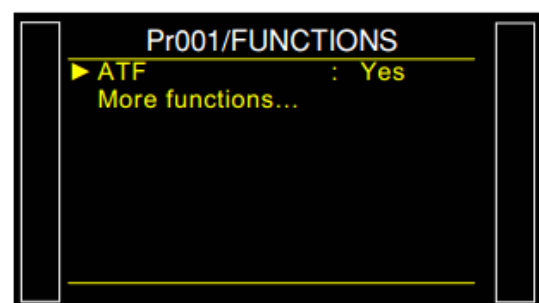 Pr001/FUNCTIONS
► ATF : Yes
More functions...